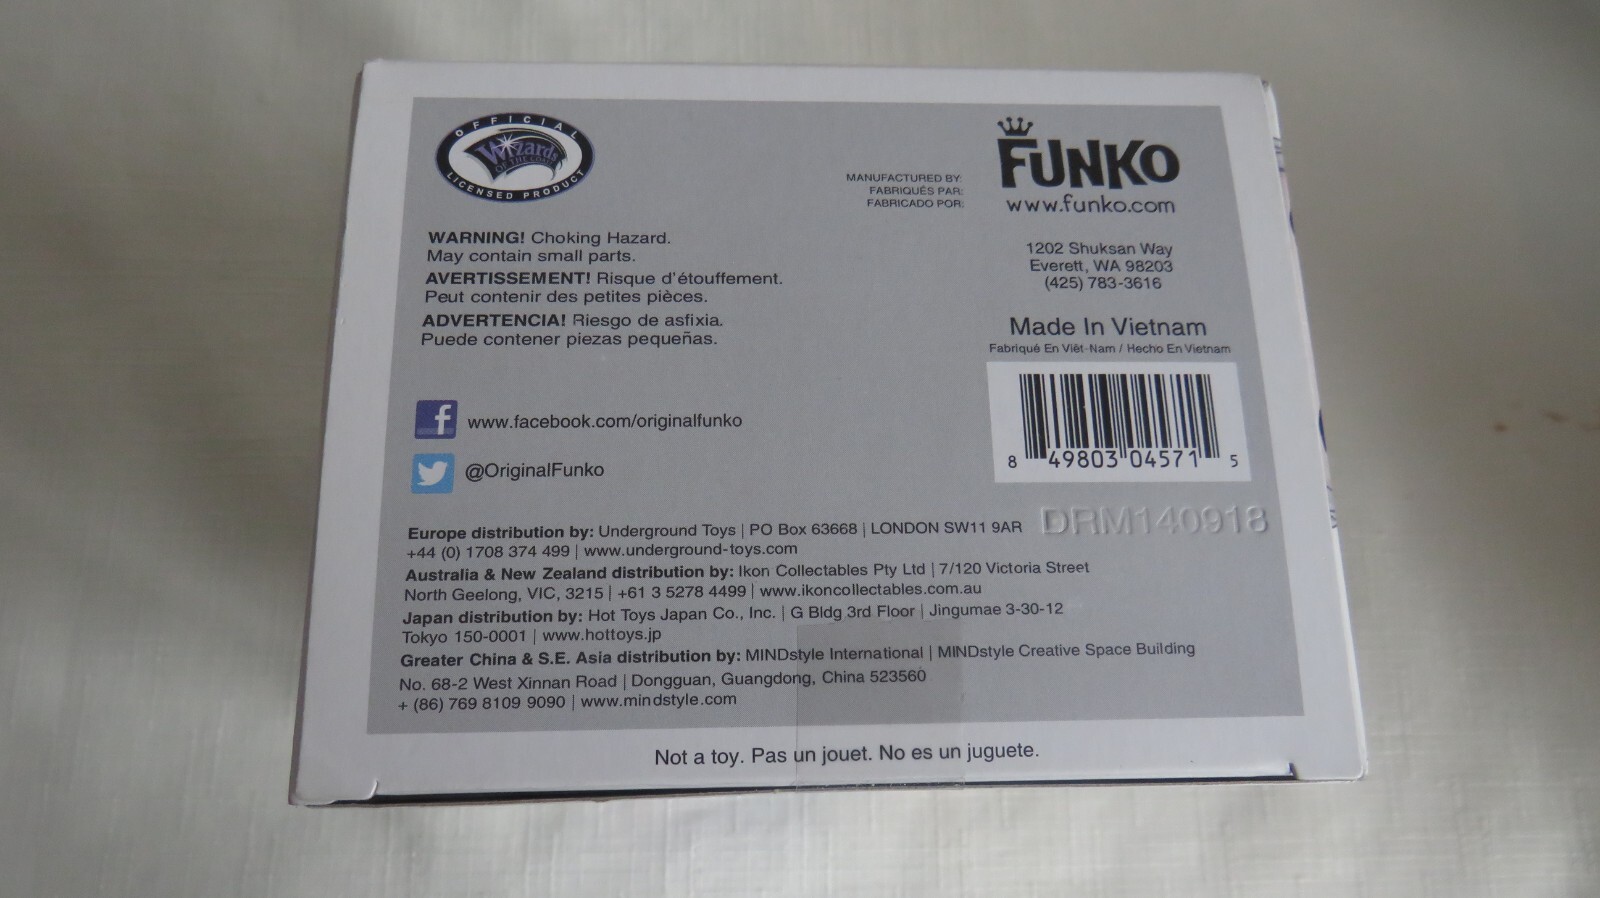 OFFICIAL
Wizards
OF THE COAST
LICENSED PRODUCT
MANUFACTURED BY:
FABRIQUÉS PAR:
FABRICADO POR:
FUNKO
www.funko.com
1202 Shuksan Way
Everett, WA 98203
(425) 783-3616
Made In Vietnam
Fabriqué En Viêt-Nam / Hecho En Vietnam
8 49803 04571 5
WARNING! Choking Hazard.
May contain small parts.
AVERTISSEMENT! Risque d'étouffement.
Peut contenir des petites pièces.
ADVERTENCIA! Riesgo de asfixia.
Puede contener piezas pequeñas.
f www.facebook.com/originalfunko
@OriginalFunko
DRM140918
Europe distribution by: Underground Toys | PO Box 63668 | LONDON SW11 9AR
+44 (0) 1708 374 499 | www.underground-toys.com
Australia & New Zealand distribution by: Ikon Collectables Pty Ltd | 7/120 Victoria Street
North Geelong, VIC, 3215 | +61 3 5278 4499 | www.ikoncollectables.com.au
Japan distribution by: Hot Toys Japan Co., Inc. | G Bldg 3rd Floor | Jingumae 3-30-12
Tokyo 150-0001 | www.hottoys.jp
Greater China & S.E. Asia distribution by: MINDstyle International | MINDstyle Creative Space Building
No. 68-2 West Xinnan Road | Dongguan, Guangdong, China 523560
+ (86) 769 8109 9090 | www.mindstyle.com
Not a toy. Pas un jouet. No es un juguete.